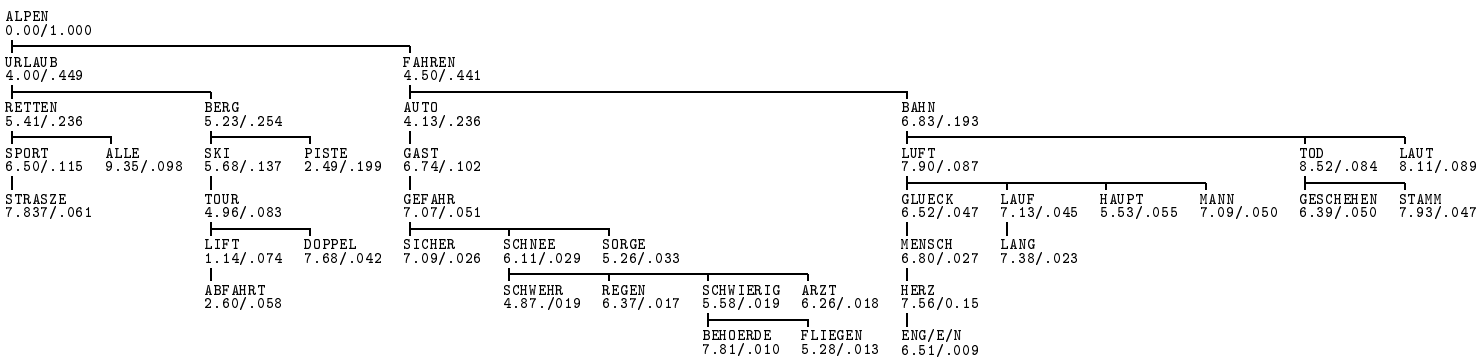 ALPEN
0.00/1.000
URLAUB FAHREN
4.00/.449 4.50/.441
RETTEN BERG AUTO BAHN
5.41/.236 5.23/.254 4.13/.236 6.83/.193
SPORT ALLE SKI PISTE GAST LUFT TOD LAUT
6.50/.115 9.35/.098 5.68/.137 2.49/.199 6.74/.102 7.90/.087 8.52/.084 8.11/.089
STRASZE TOUR GEFAHR GLUECK LAUF HAUPT MANN GESCHEHEN STAMM
7.837/.061 4.96/.083 7.07/.051 6.52/.047 7.13/.045 5.53/.055 7.09/.050 6.39/.050 7.93/.047
LIFT DOPPEL SICHER SCHNEE SORGE MENSCH LANG
1.14/.074 7.68/.042 7.09/.026 6.11/.029 5.26/.033 6.80/.027 7.38/.023
ABFAHRT SCHWEHR REGEN SCHWIERIG ARZT HERZ
2.60/.058 4.87./019 6.37/.017 5.58/.019 6.26/.018 7.56/0.15
BEHOERDE FLIEGEN ENG/E/N
7.81/.010 5.28/.013 6.51/.009